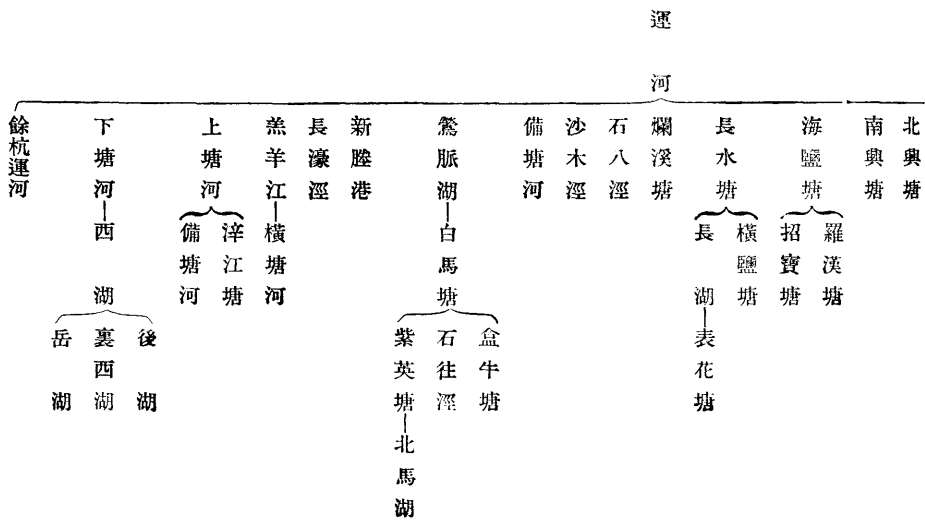 運河
北興塘
南興塘
海鹽塘
羅漢塘
招寶塘
長水塘
橫鹽塘
長湖
表花塘
爛溪塘
石八涇
沙木涇
備塘河
鶯脈湖
白馬塘
盒牛塘
石往涇
紫英塘
北馬湖
新塍港
長濠涇
羔羊江
橫塘河
上塘河
淬江塘
備塘河
下塘河
西湖
後湖
裏西湖
岳湖
餘杭運河